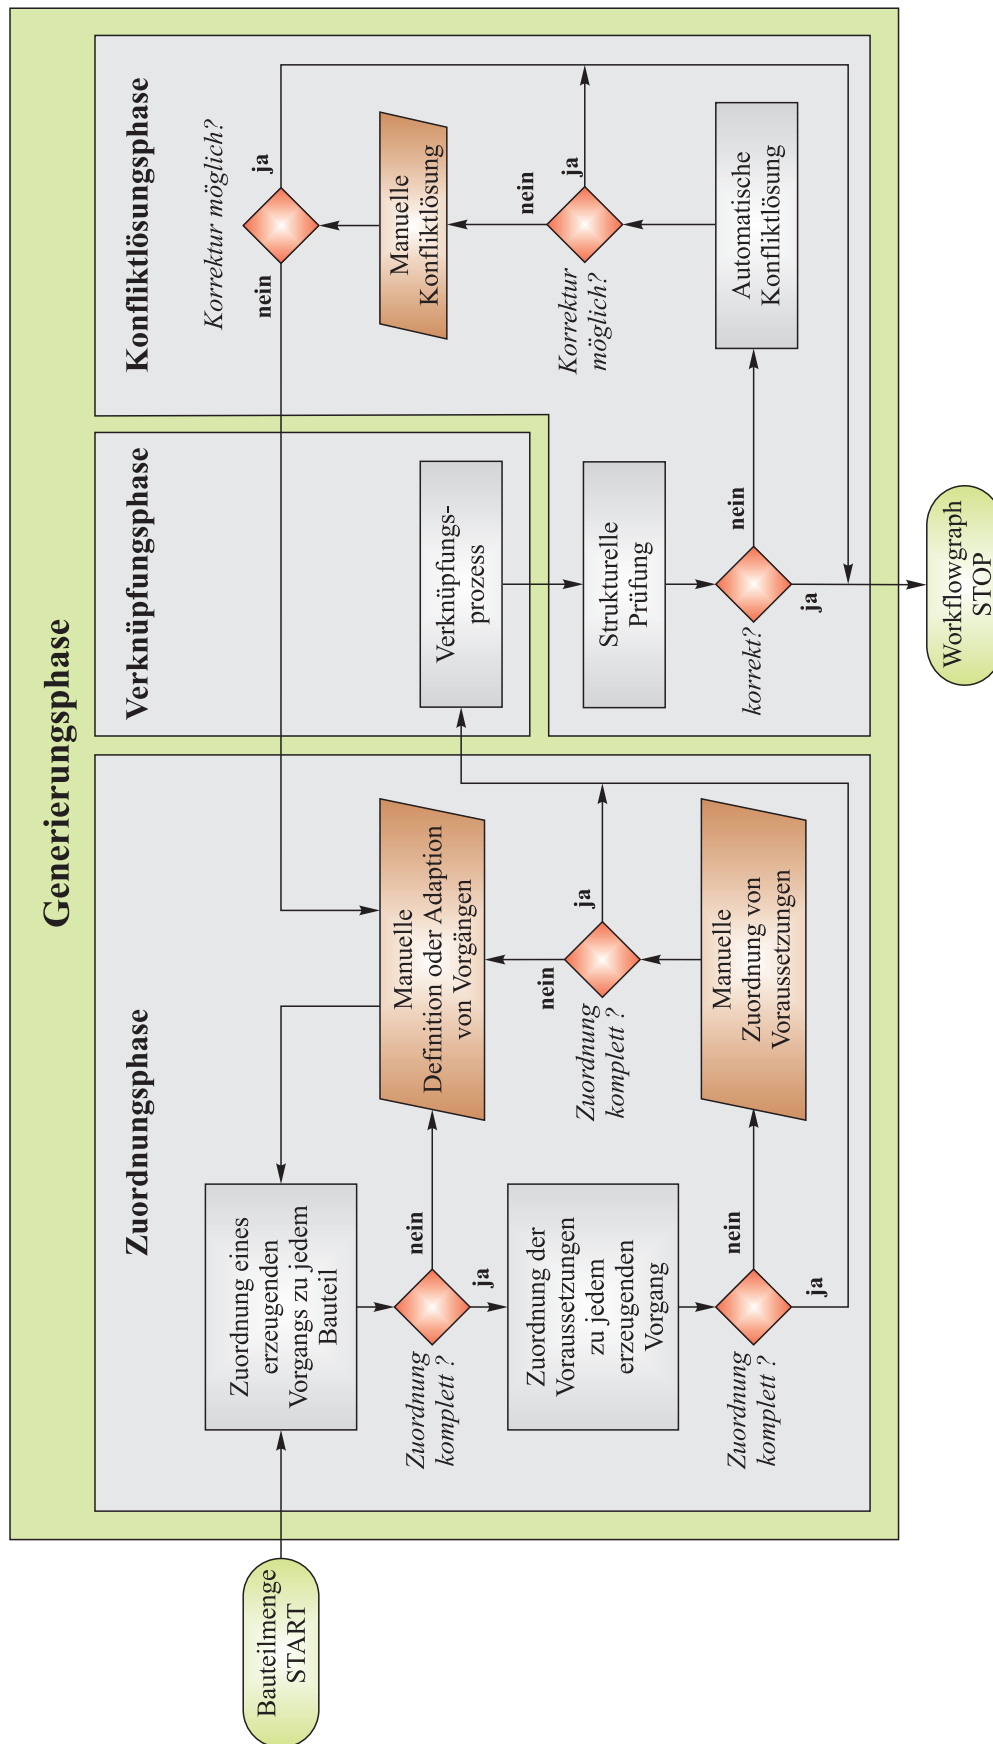 Generierungsphase
Zuordnungsphase
Verknüpfungsphase
Konfliktlösungsphase
Bauteilmenge
START
Zuordnung eines
erzeugenden
Vorgangs zu jedem
Bauteil
Zuordnung
komplett ?
nein
ja
Manuelle
Definition oder Adaption
von Vorgängen
Zuordnung der
Voraussetzungen
zu jedem
erzeugenden
Vorgang
Zuordnung
komplett ?
nein
ja
Manuelle
Zuordnung von
Voraussetzungen
Zuordnung
komplett ?
nein
ja
Verknüpfungs-
prozess
Strukturelle
Prüfung
korrekt?
nein
ja
Automatische
Konfliktlösung
Korrektur
möglich?
nein
ja
Manuelle
Konfliktlösung
Korrektur möglich?
nein
ja
Workflowgraph
STOP